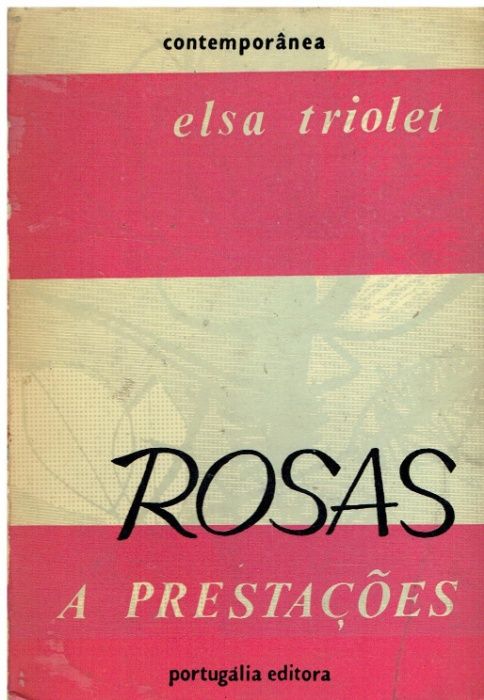 contemporânea
elsa triolet
ROSAS
A PRESTAÇÕES
portugália editora